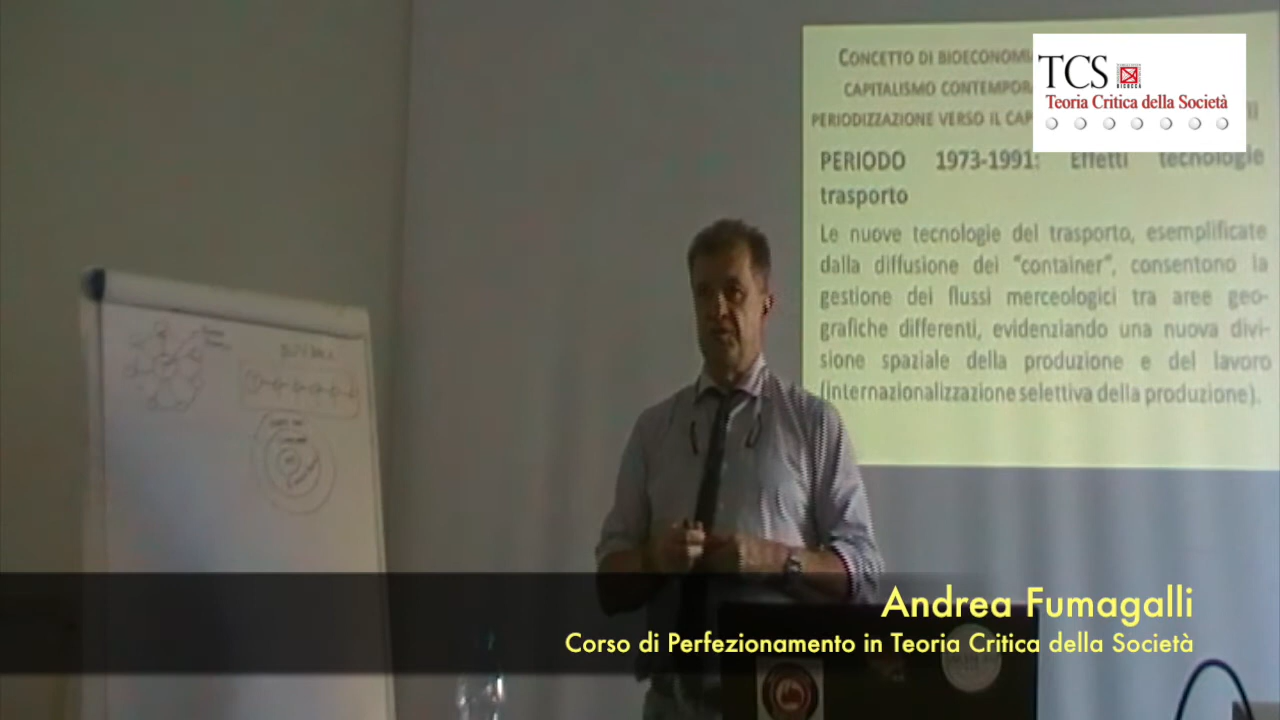 CONCETTO DI BIOECONOMIA
CAPITALISMO CONTEMPOR
PERIODIZZAZIONE VERSO IL CAP
TCS
BICOCCA
Teoria Critica della Società
PERIODO 1973-1991: Effetti tecnologie
trasporto
Le nuove tecnologie del trasporto, esemplificate
dalla diffusione dei "container", consentono la
gestione dei flussi merceologici tra aree geo-
grafiche differenti, evidenziando una nuova divi-
sione spaziale della produzione e del lavoro
(internazionalizzazione selettiva della produzione).
Andrea Fumagalli
Corso di Perfezionamento in Teoria Critica della Società